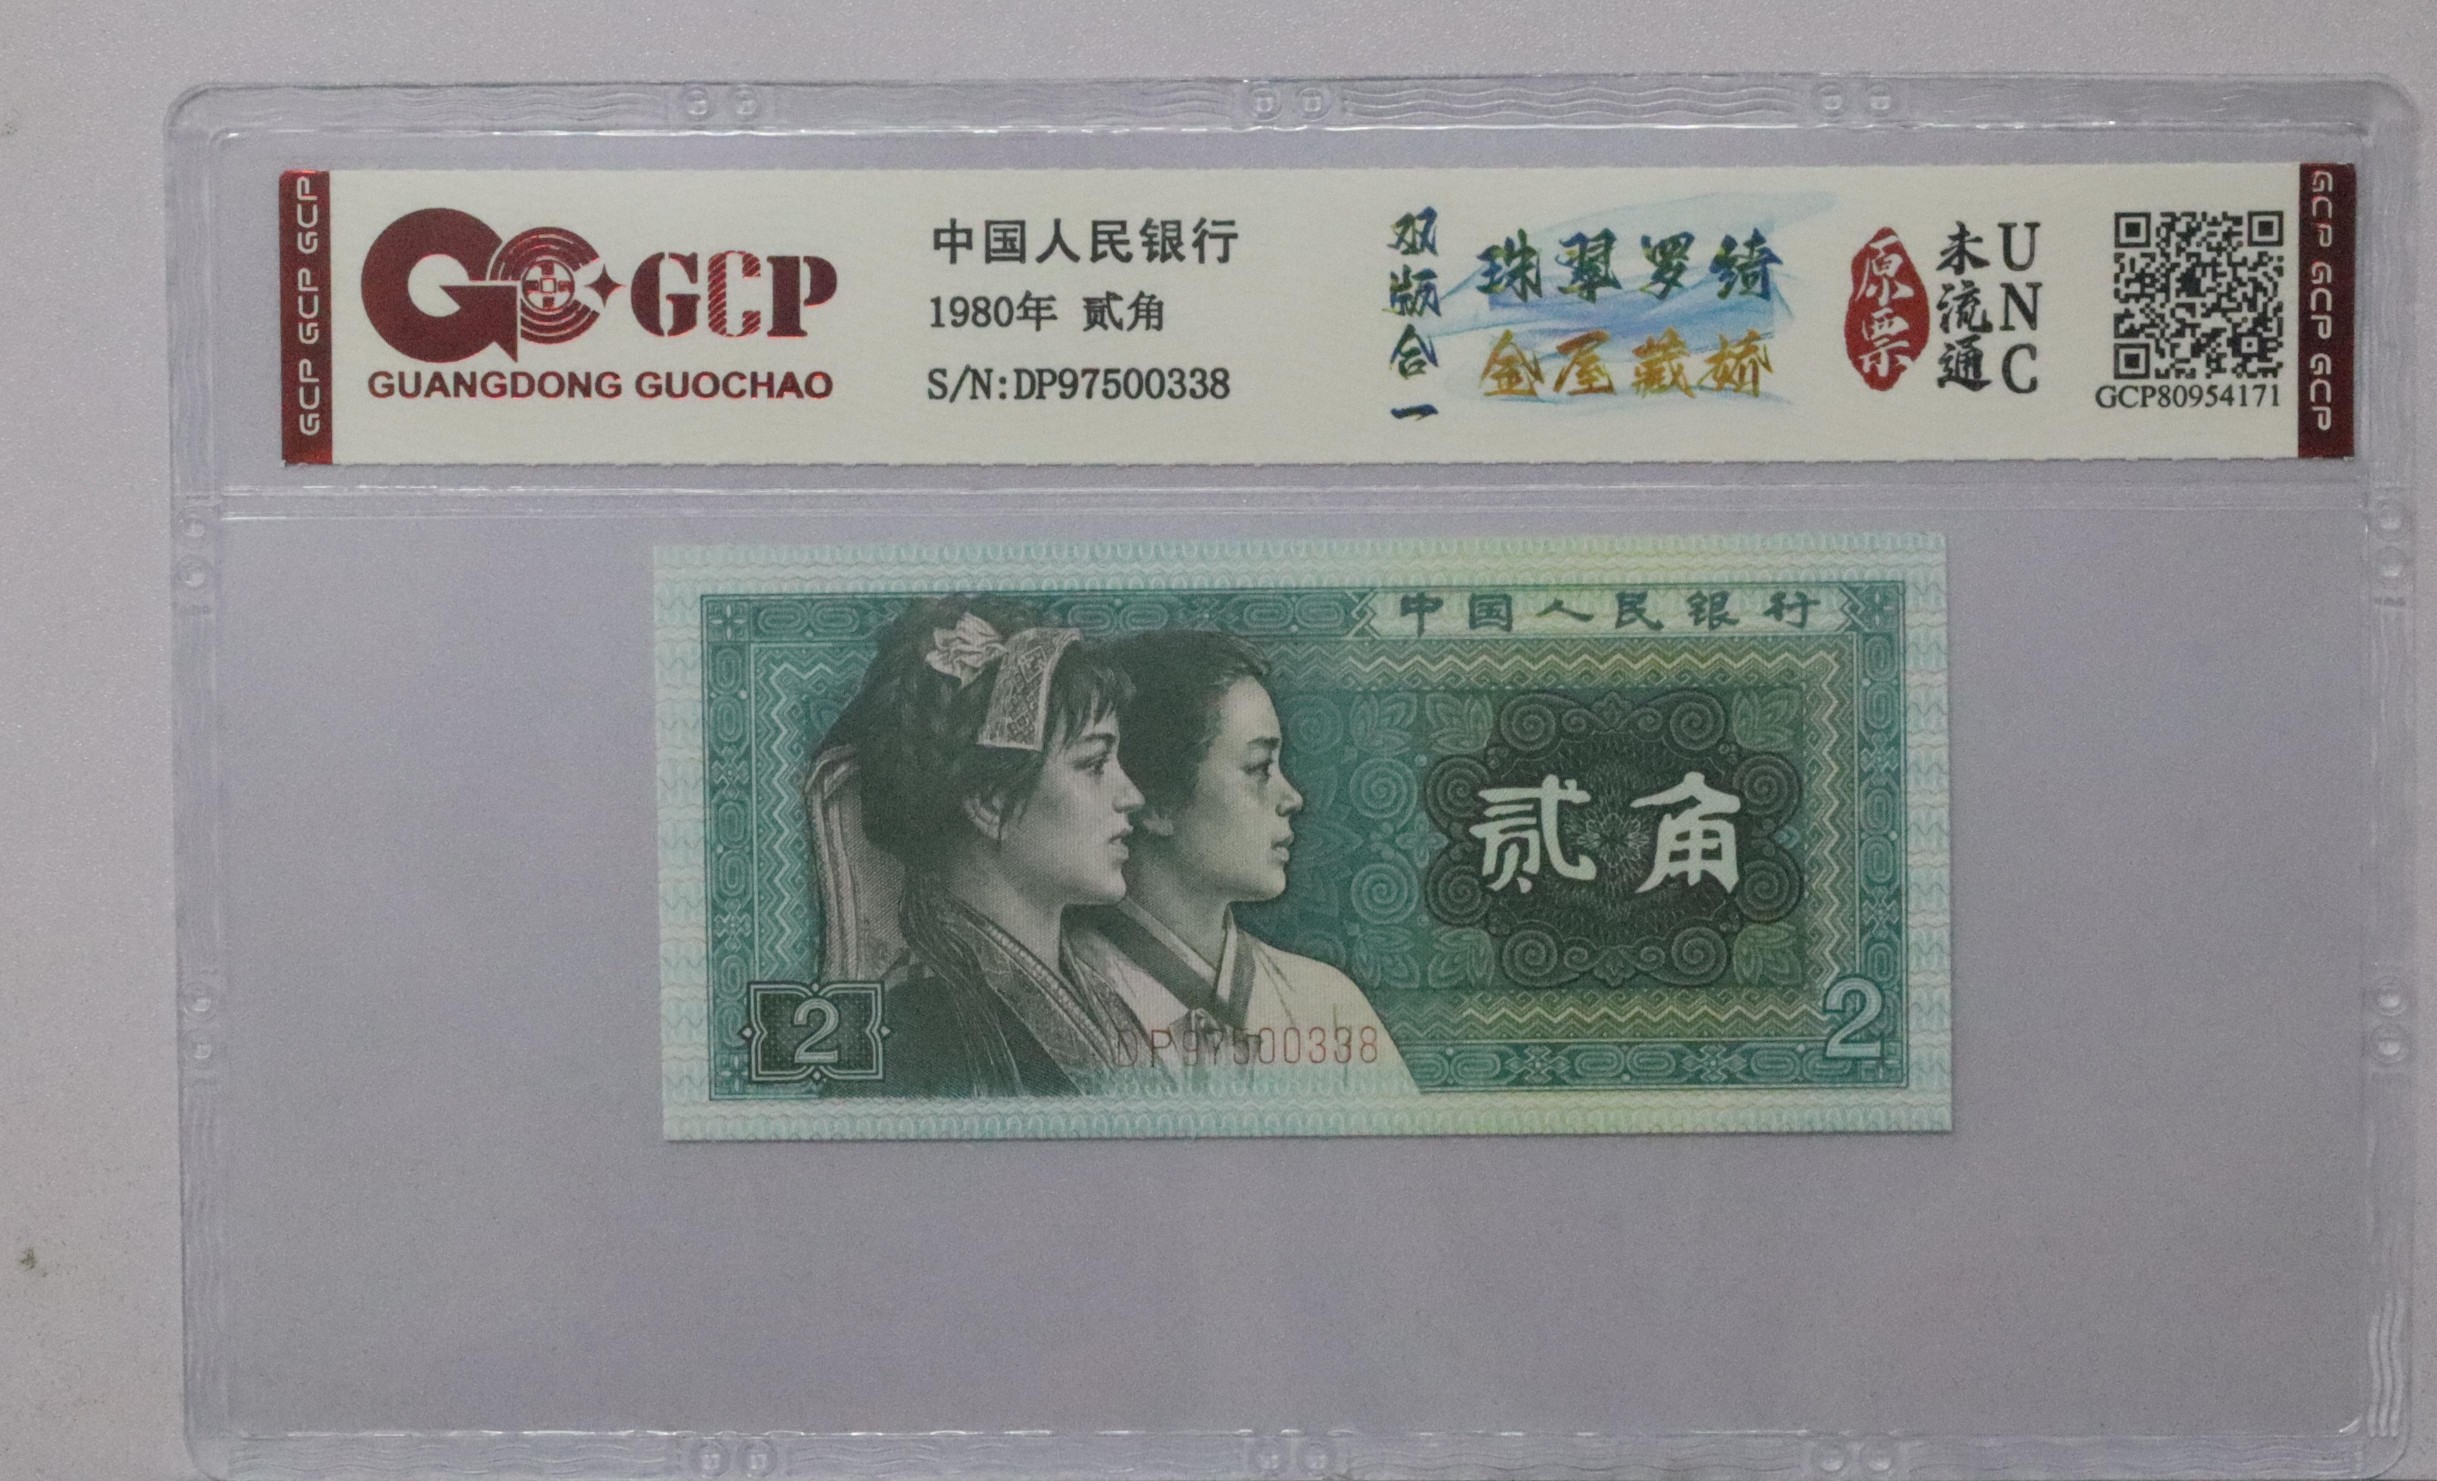 GCP GCP GCP
GCP
GUANGDONG GUOCHAO
中国人民银行
1980年 贰角
S/N:DP97500338
双版合一
珠翠罗绮
金屋藏娇
原票
未流通
UNC
GCP80954171
GCP GCP GCP
中国人民银行
贰角
2
DP97500338
2